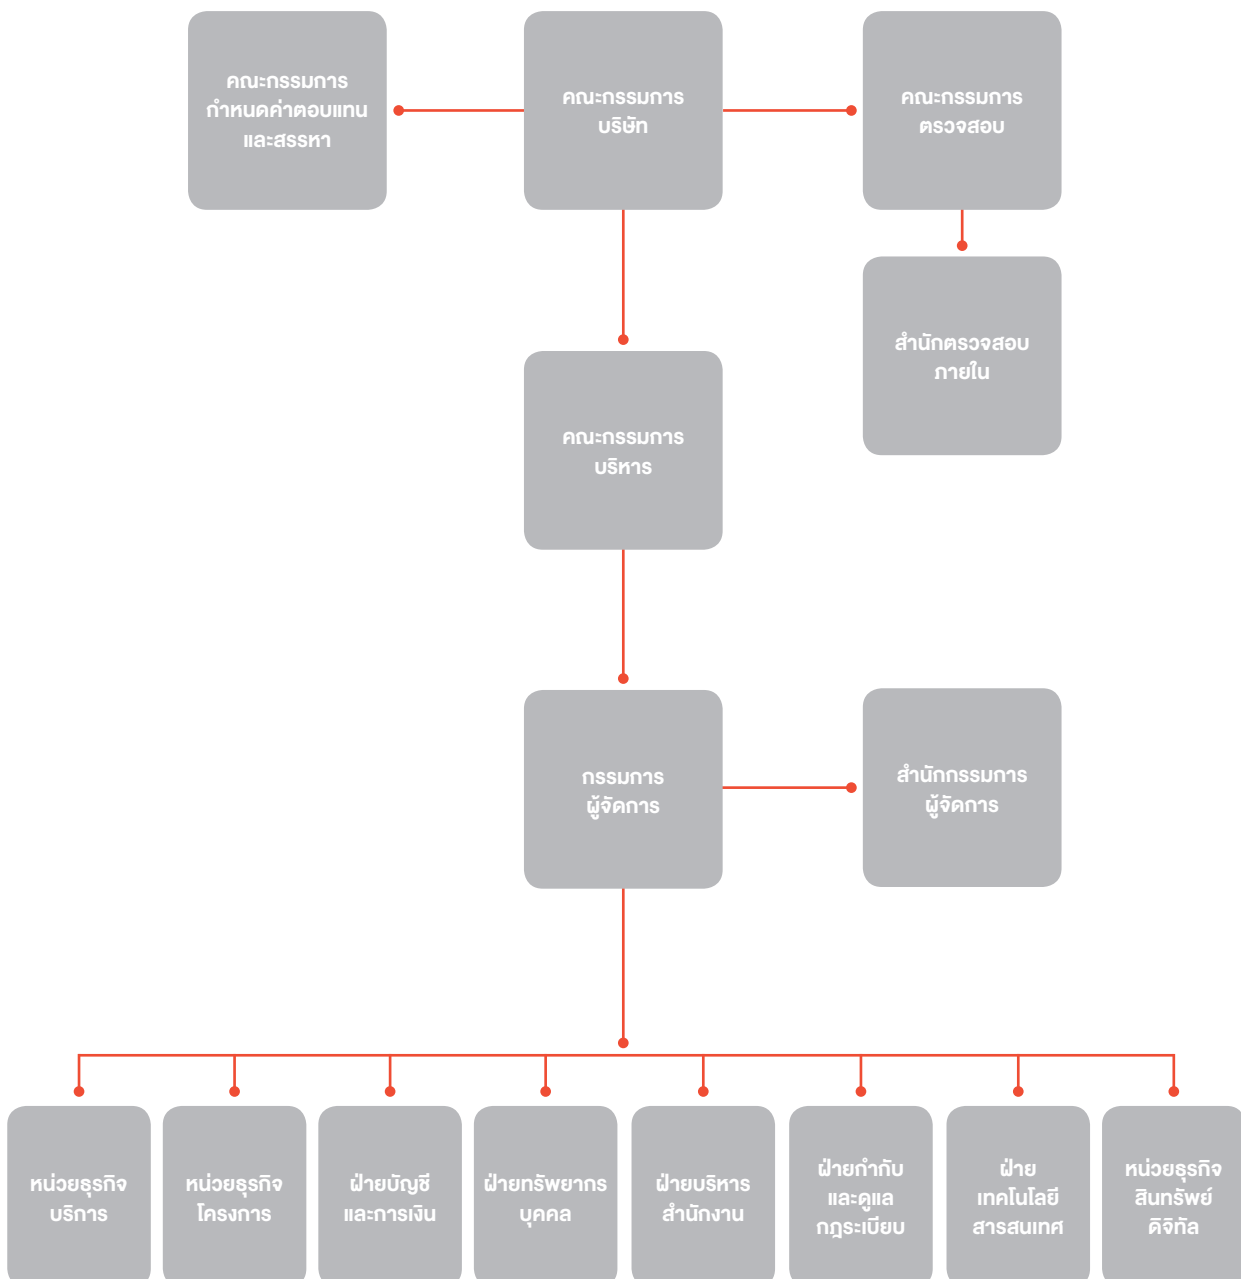 คณะกรรมการ
กำหนดค่าตอบแทน
และสรรหา
คณะกรรมการ
บริษัท
คณะกรรมการ
ตรวจสอบ
สำนักตรวจสอบ
ภายใน
คณะกรรมการ
บริหาร
กรรมการ
ผู้จัดการ
สำนักกรรมการ
ผู้จัดการ
หน่วยธุรกิจ
บริการ
หน่วยธุรกิจ
โครงการ
ฝ่ายบัญชี
และการเงิน
ฝ่ายทรัพยากร
บุคคล
ฝ่ายบริหาร
สำนักงาน
ฝ่ายกำกับ
และดูแล
กฎระเบียบ
ฝ่าย
เทคโนโลยี
สารสนเทศ
หน่วยธุรกิจ
สินทรัพย์
ดิจิทัล